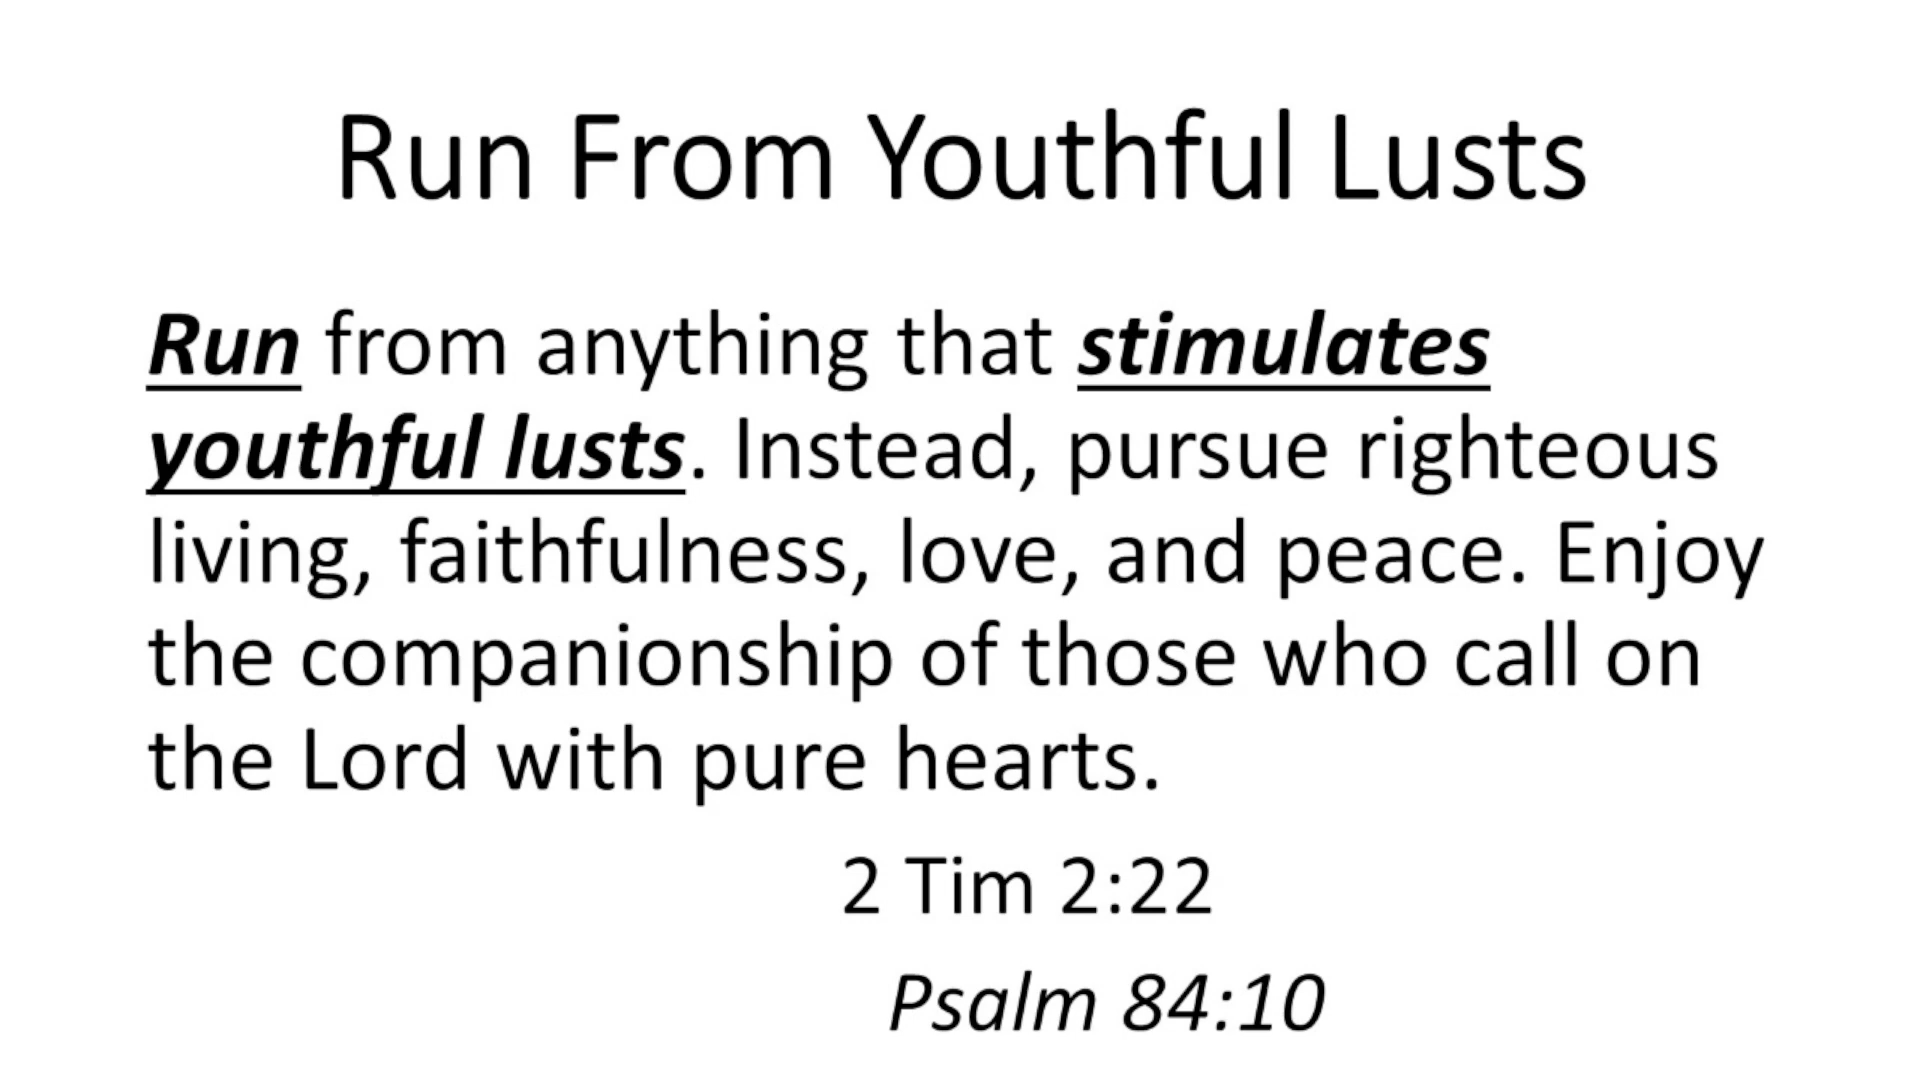 Run From Youthful Lusts
Run from anything that stimulates
youthful lusts. Instead, pursue righteous
living, faithfulness, love, and peace. Enjoy
the companionship of those who call on
the Lord with pure hearts.
2 Tim 2:22
Psalm 84:10